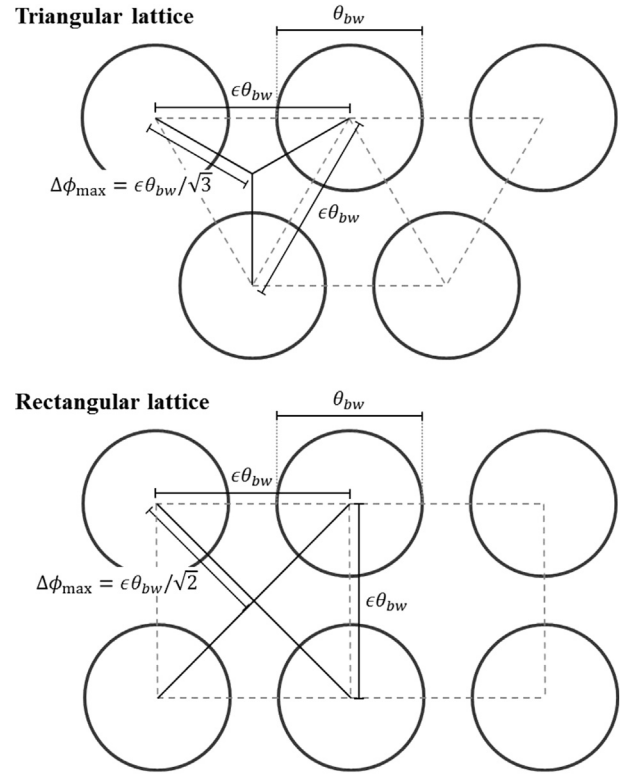 Triangular lattice
θ_bw
ϵθ_bw
Δϕ_max = ϵθ_bw/√3
ϵθ_bw
Rectangular lattice
θ_bw
ϵθ_bw
Δϕ_max = ϵθ_bw/√2
ϵθ_bw